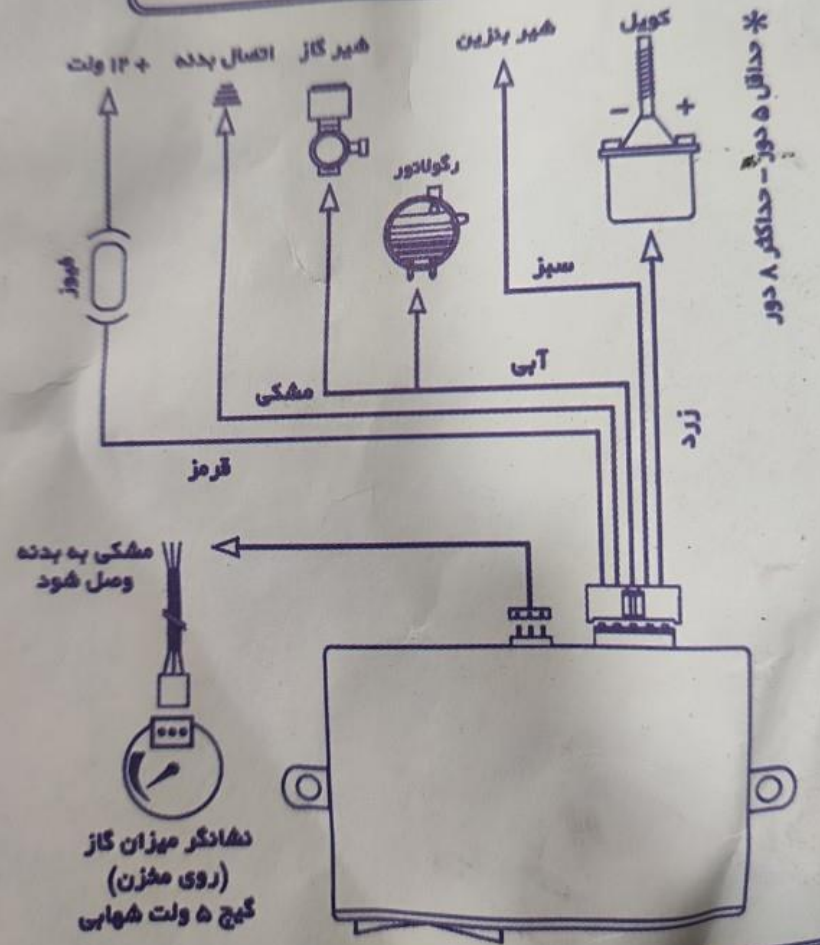 کویل
شیر بنزین
شیر گاز
اتصال بدنه
+ ۱۲ ولت
* حداقل ۵ دور - حداکثر ۸ دور
- +
رگولاتور
فیوز
سبز
آبی
زرد
مشکی
قرمز
مشکی به بدنه
وصل شود
نشانگر میزان گاز
(روی مخزن)
گیج ۵ ولت شهابی